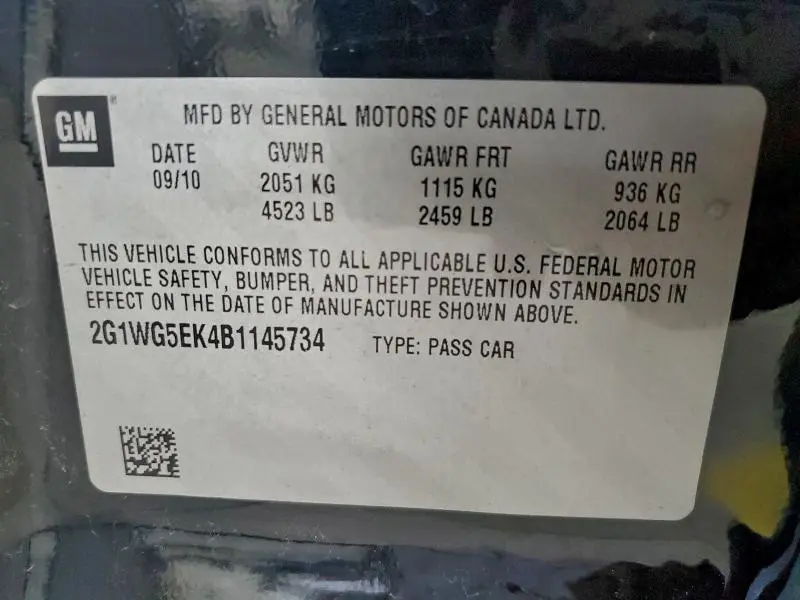 GM®
MFD BY GENERAL MOTORS OF CANADA LTD.
DATE GVWR GAWR FRT GAWR RR
09/10 2051 KG 1115 KG 936 KG
4523 LB 2459 LB 2064 LB
THIS VEHICLE CONFORMS TO ALL APPLICABLE U.S. FEDERAL MOTOR
VEHICLE SAFETY, BUMPER, AND THEFT PREVENTION STANDARDS IN
EFFECT ON THE DATE OF MANUFACTURE SHOWN ABOVE.
2G1WG5EK4B1145734 TYPE: PASS CAR